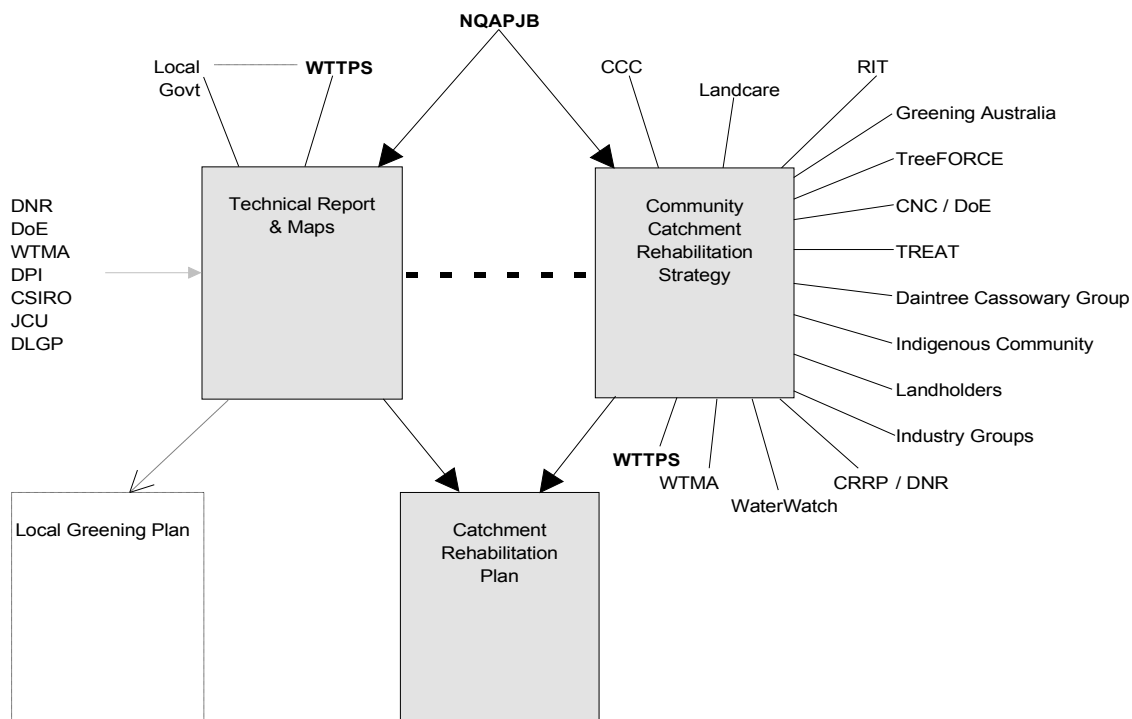 NQAPJB
Local
Govt
WTTPS
CCC
Landcare
RIT
Greening Australia
TreeFORCE
CNC / DoE
TREAT
Daintree Cassowary Group
Indigenous Community
Landholders
Industry Groups
DNR
DoE
WTMA
DPI
CSIRO
JCU
DLGP
Technical Report
& Maps
Community
Catchment
Rehabilitation
Strategy
WTTPS
WTMA
WaterWatch
CRRP / DNR
Local Greening Plan
Catchment
Rehabilitation
Plan